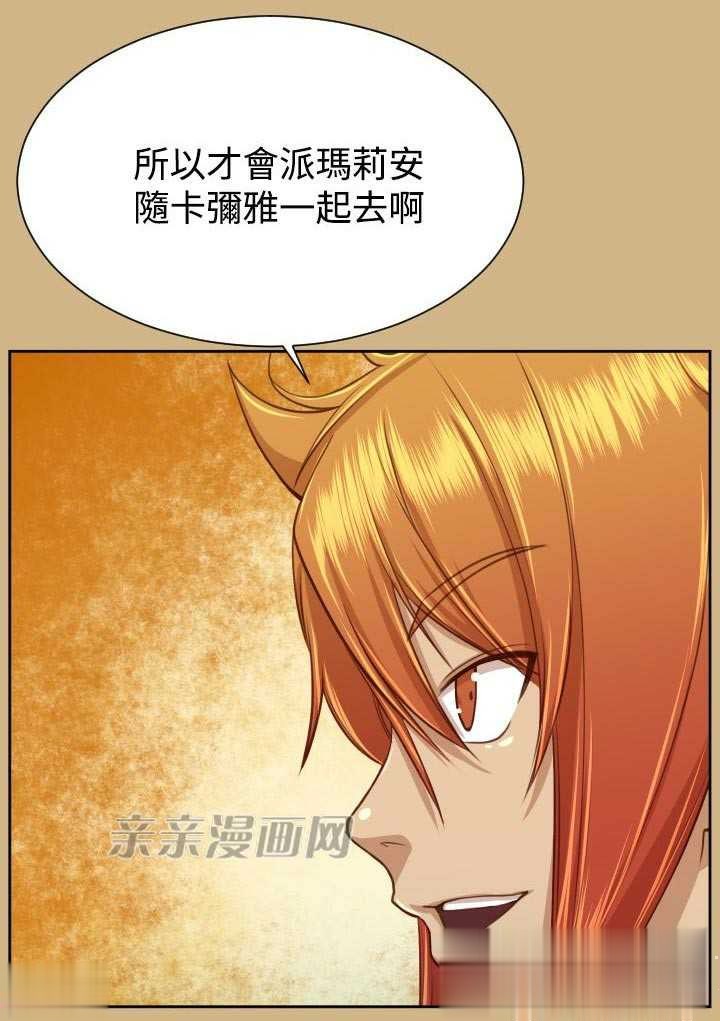 所以才會派瑪莉安
隨卡彌雅一起去啊
亲亲漫画网